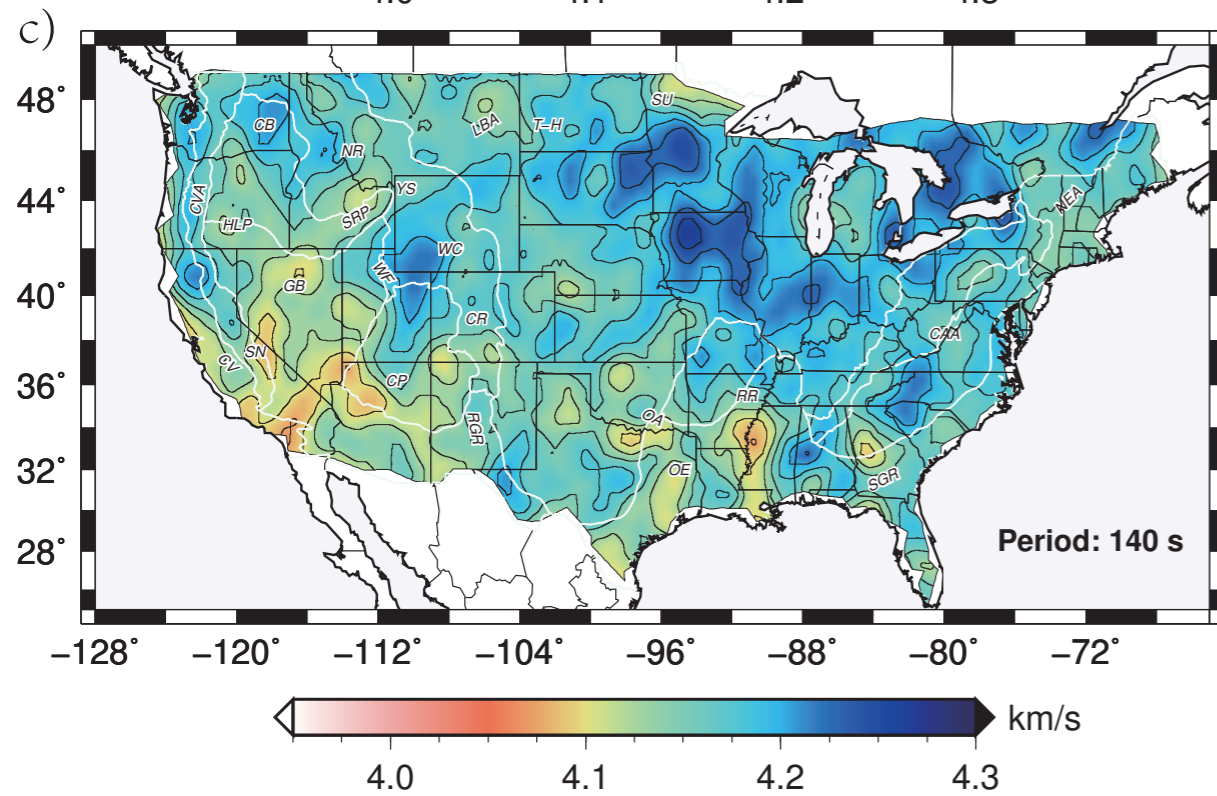 c)
48°
44°
40°
36°
32°
28°
SU
CB
LBA
T-H
NR
YS
CVA
NEA
HLP
SRP
WC
WF
GB
CR
CAA
SN
CV
CP
RR
RGR
OA
OE
SGR
Period: 140 s
−128° −120° −112° −104° −96° −88° −80° −72°
km/s
4.0 4.1 4.2 4.3